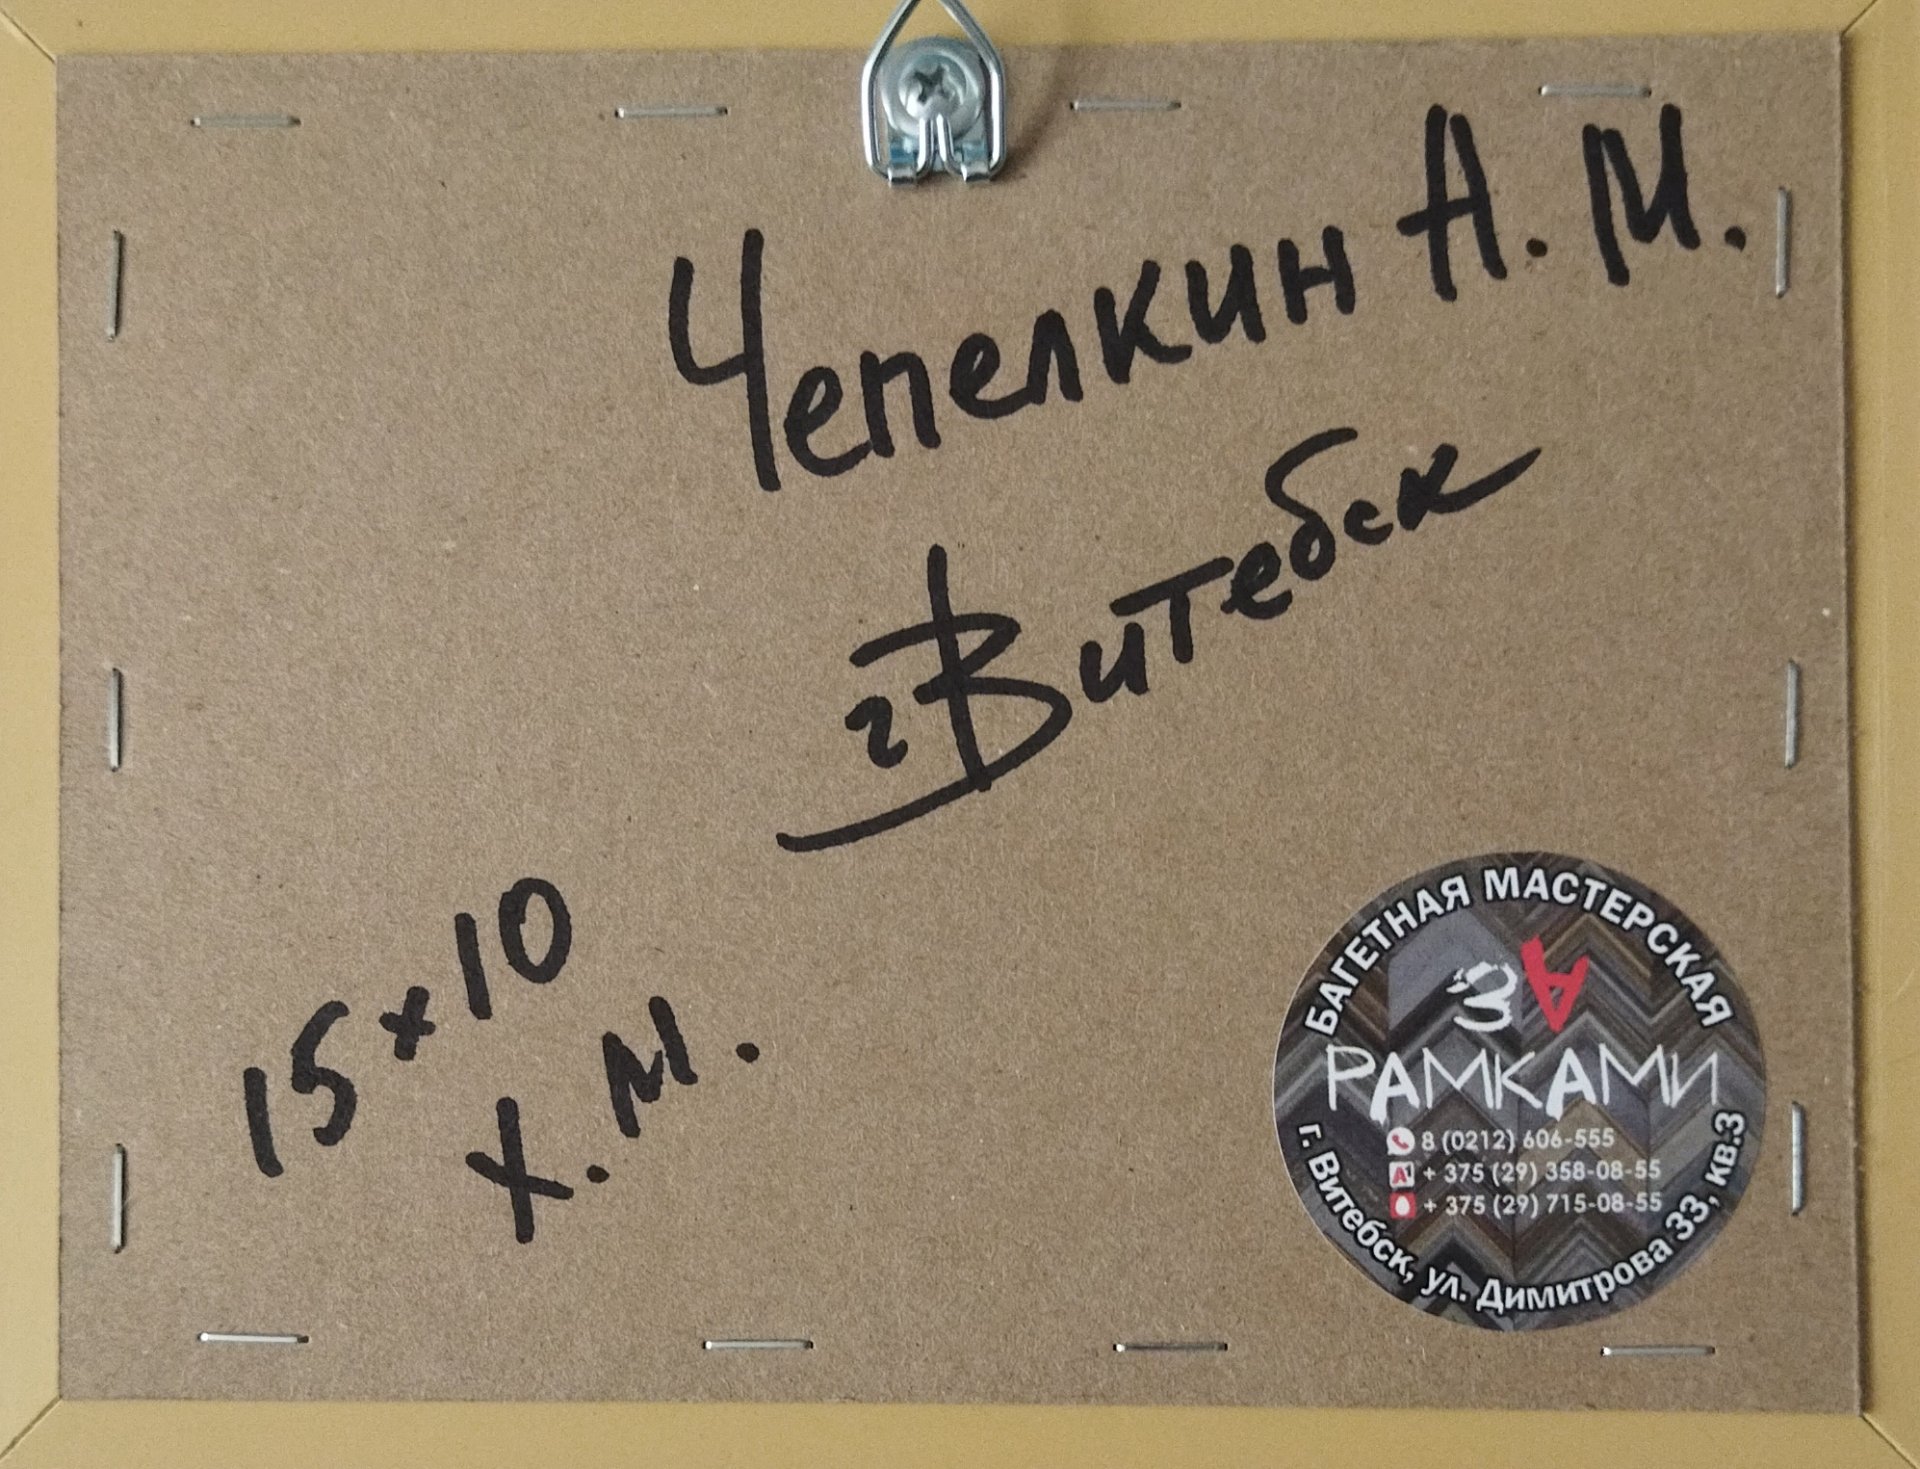 Чепелкин А. М.
г Витебск
15 x 10
х. м.
БАГЕТНАЯ МАСТЕРСКАЯ
ЗА
РАМКАМИ
8 (0212) 606-555
A1 + 375 (29) 358-08-55
+ 375 (29) 715-08-55
г. Витебск, ул. Димитрова 33, кв.3